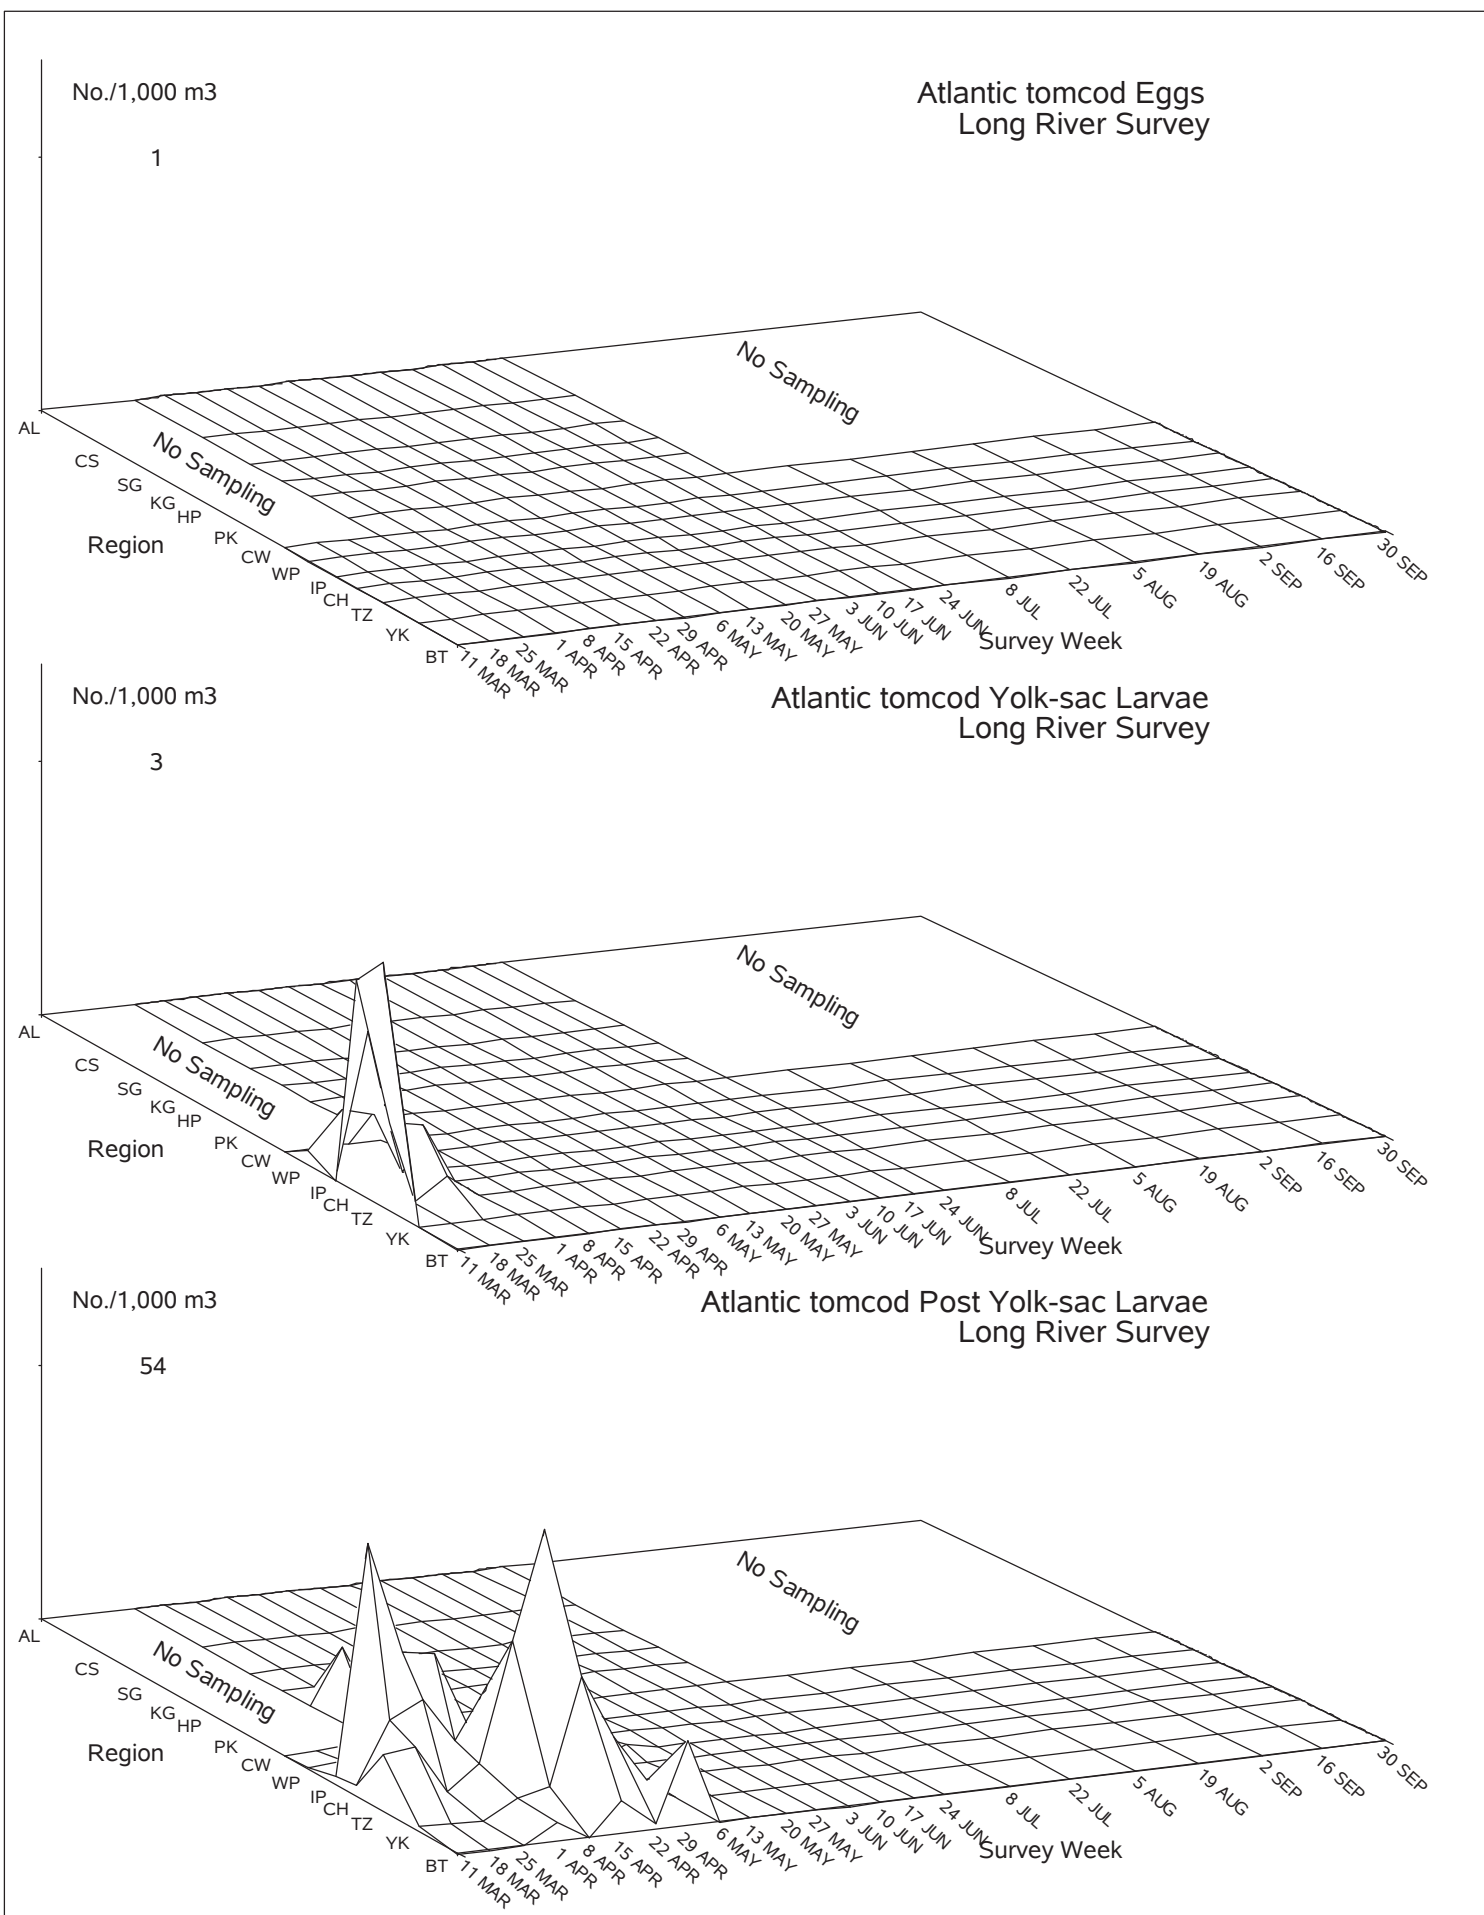 No./1,000 m3
Atlantic tomcod Eggs
Long River Survey
1
No Sampling
AL
CS
No Sampling
SG
KG
HP
Region
PK
CW
WP
IP
CH
TZ
YK
BT
11 MAR
18 MAR
25 MAR
1 APR
8 APR
15 APR
22 APR
29 APR
6 MAY
13 MAY
20 MAY
27 MAY
3 JUN
10 JUN
17 JUN
24 JUN
8 JUL
22 JUL
5 AUG
19 AUG
2 SEP
16 SEP
30 SEP
Survey Week
No./1,000 m3
Atlantic tomcod Yolk-sac Larvae
Long River Survey
3
No Sampling
AL
CS
No Sampling
SG
KG
HP
Region
PK
CW
WP
IP
CH
TZ
YK
BT
11 MAR
18 MAR
25 MAR
1 APR
8 APR
15 APR
22 APR
29 APR
6 MAY
13 MAY
20 MAY
27 MAY
3 JUN
10 JUN
17 JUN
24 JUN
8 JUL
22 JUL
5 AUG
19 AUG
2 SEP
16 SEP
30 SEP
Survey Week
No./1,000 m3
Atlantic tomcod Post Yolk-sac Larvae
Long River Survey
54
No Sampling
AL
CS
No Sampling
SG
KG
HP
Region
PK
CW
WP
IP
CH
TZ
YK
BT
11 MAR
18 MAR
25 MAR
1 APR
8 APR
15 APR
22 APR
29 APR
6 MAY
13 MAY
20 MAY
27 MAY
3 JUN
10 JUN
17 JUN
24 JUN
8 JUL
22 JUL
5 AUG
19 AUG
2 SEP
16 SEP
30 SEP
Survey Week